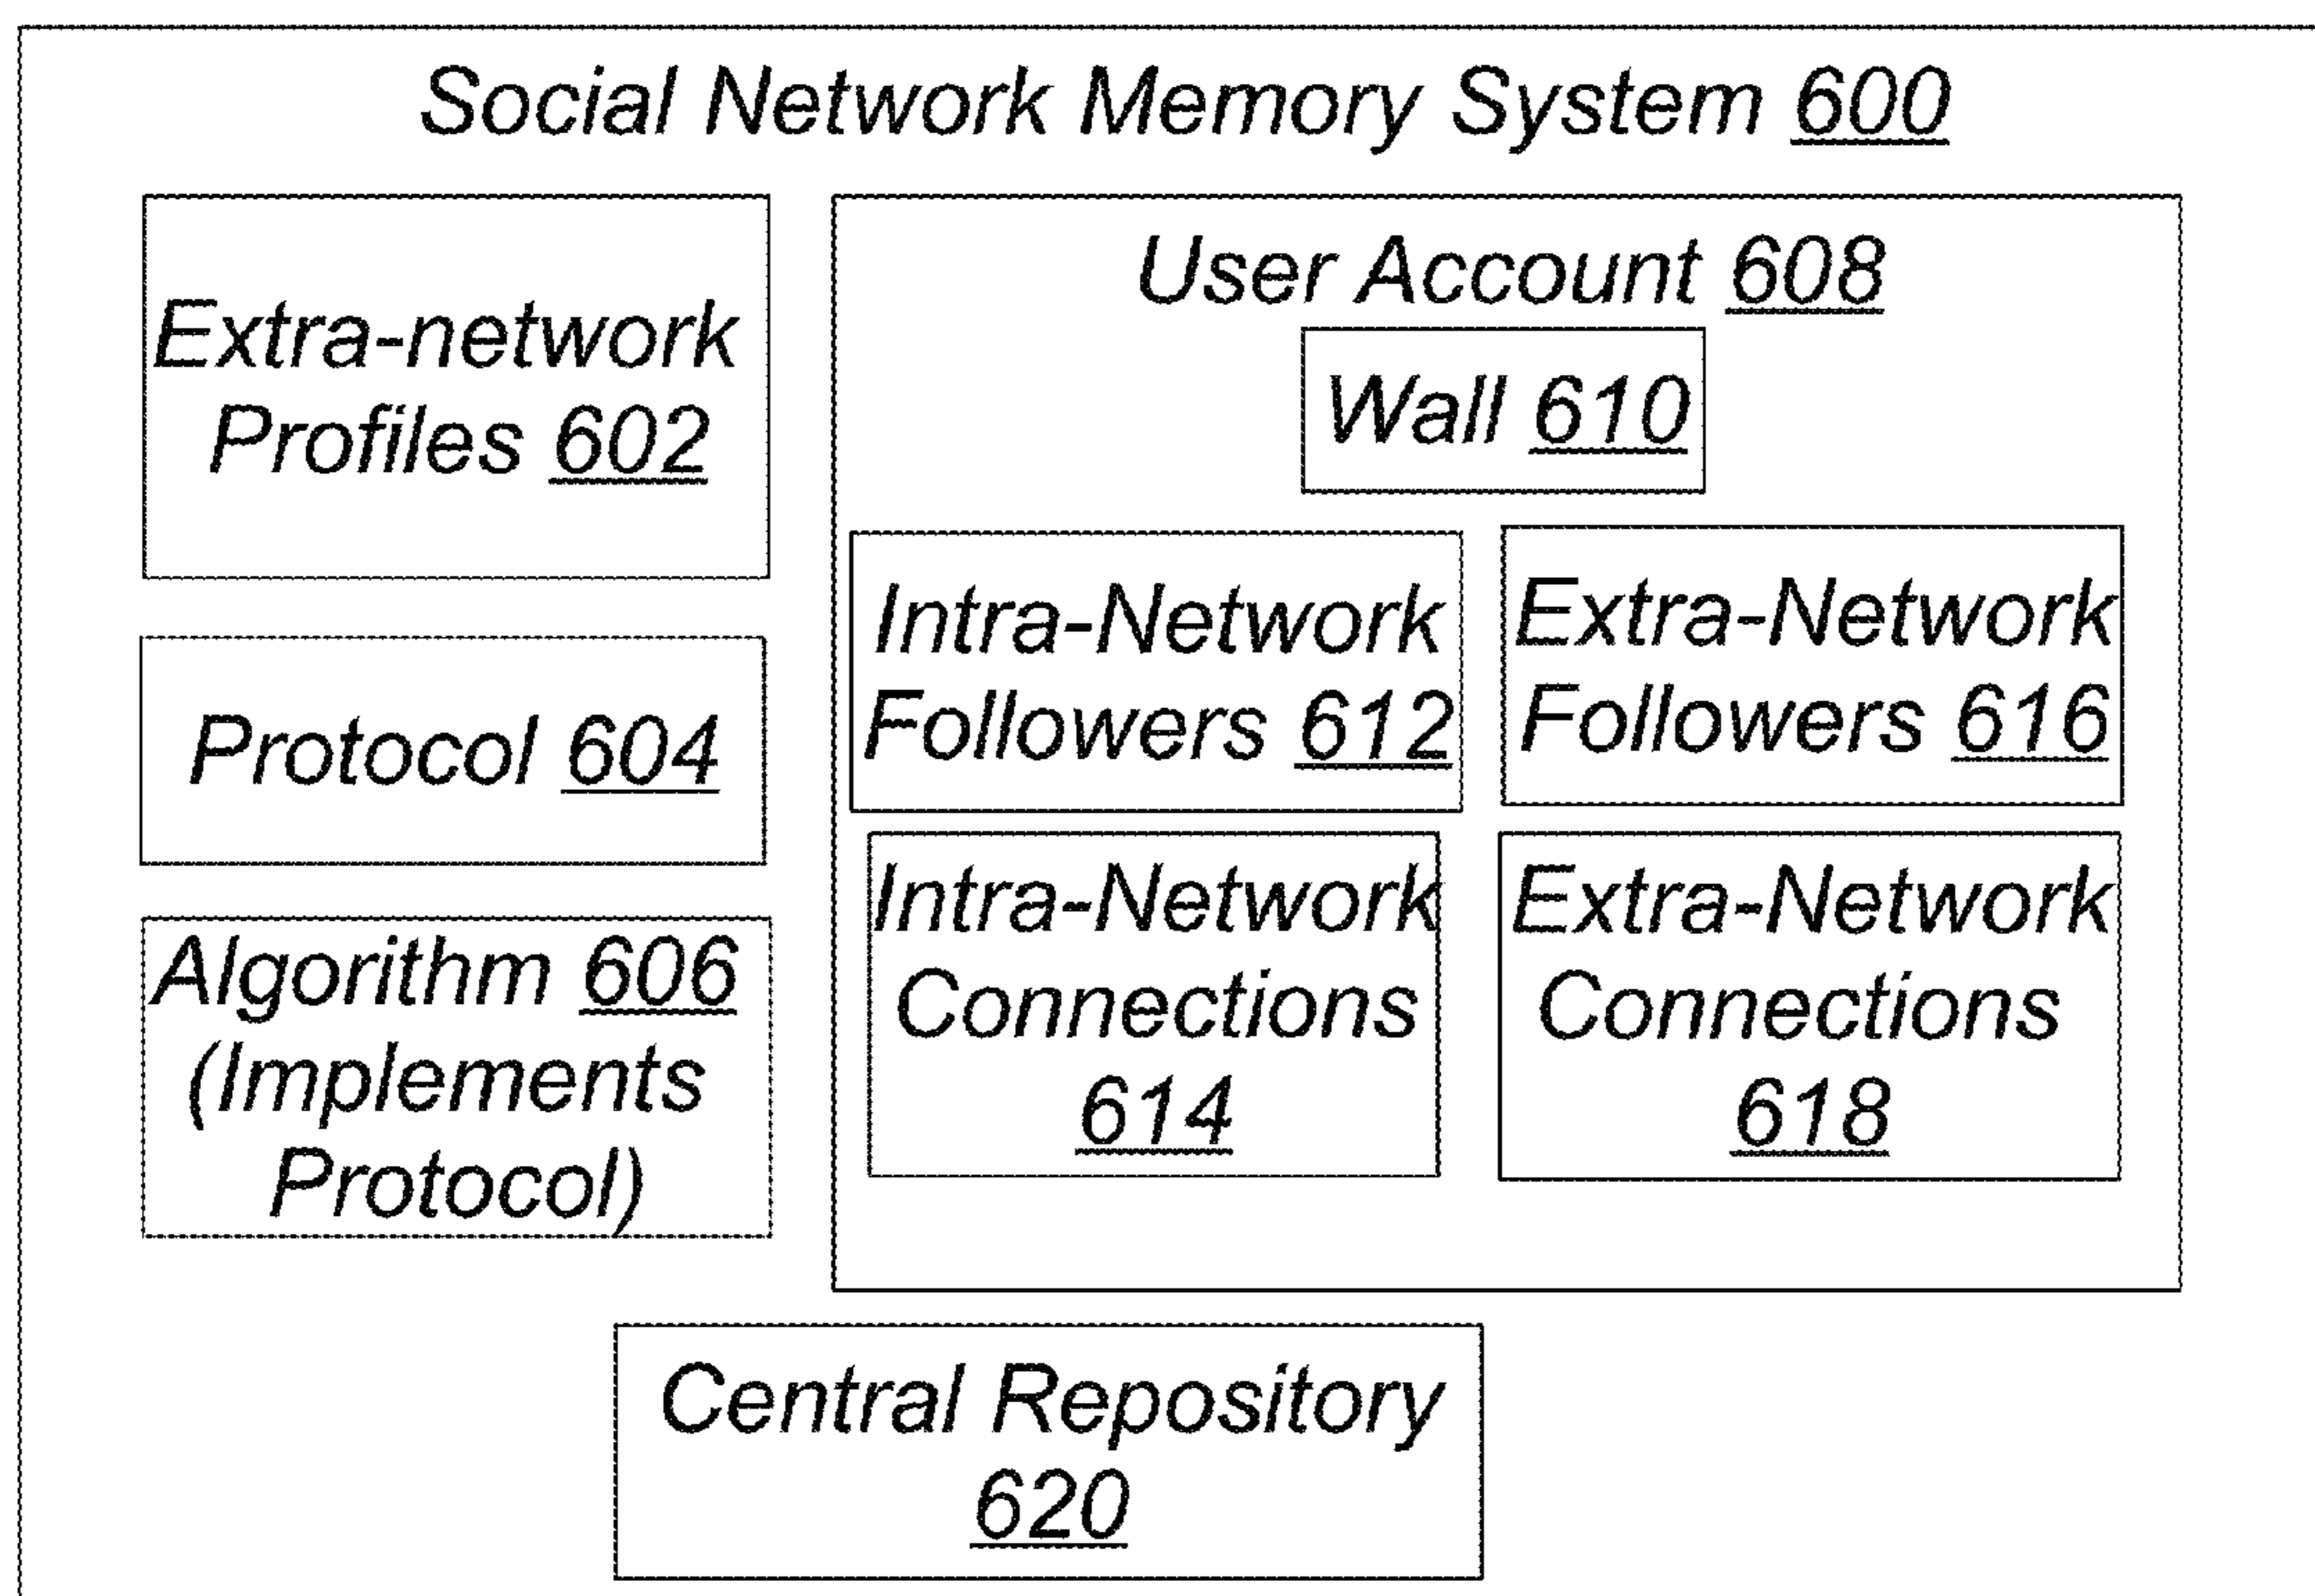 Social Network Memory System 600
Extra-network
Profiles 602
Protocol 604
Algorithm 606
(Implements
Protocol)
User Account 608
Wall 610
Intra-Network
Followers 612
Extra-Network
Followers 616
Intra-Network
Connections
614
Extra-Network
Connections
618
Central Repository
620